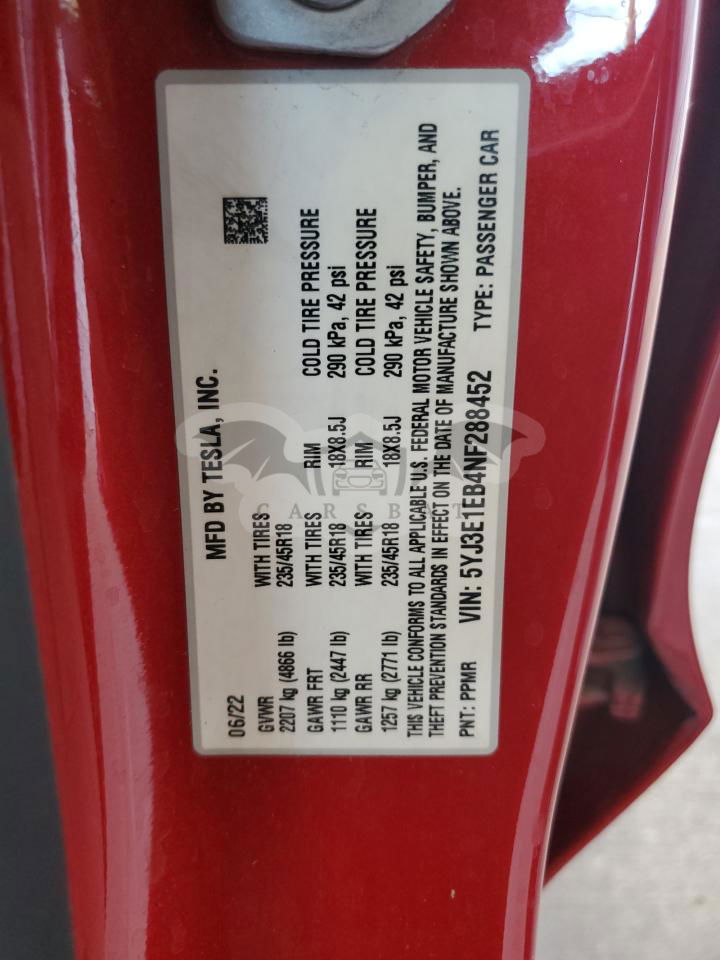 MFD BY TESLA, INC.
06/22
GVWR WITH TIRES
2207 kg (4866 lb) 235/45R18
GAWR FRT WITH TIRES RIM COLD TIRE PRESSURE
1110 kg (2447 lb) 235/45R18 18X8.5J 290 kPa, 42 psi
GAWR RR WITH TIRES RIM COLD TIRE PRESSURE
1257 kg (2771 lb) 235/45R18 18X8.5J 290 kPa, 42 psi
THIS VEHICLE CONFORMS TO ALL APPLICABLE U.S. FEDERAL MOTOR VEHICLE SAFETY, BUMPER, AND
THEFT PREVENTION STANDARDS IN EFFECT ON THE DATE OF MANUFACTURE SHOWN ABOVE.
PNT: PPMR VIN: 5YJ3E1EB4NF288452 TYPE: PASSENGER CAR
CARSBAT